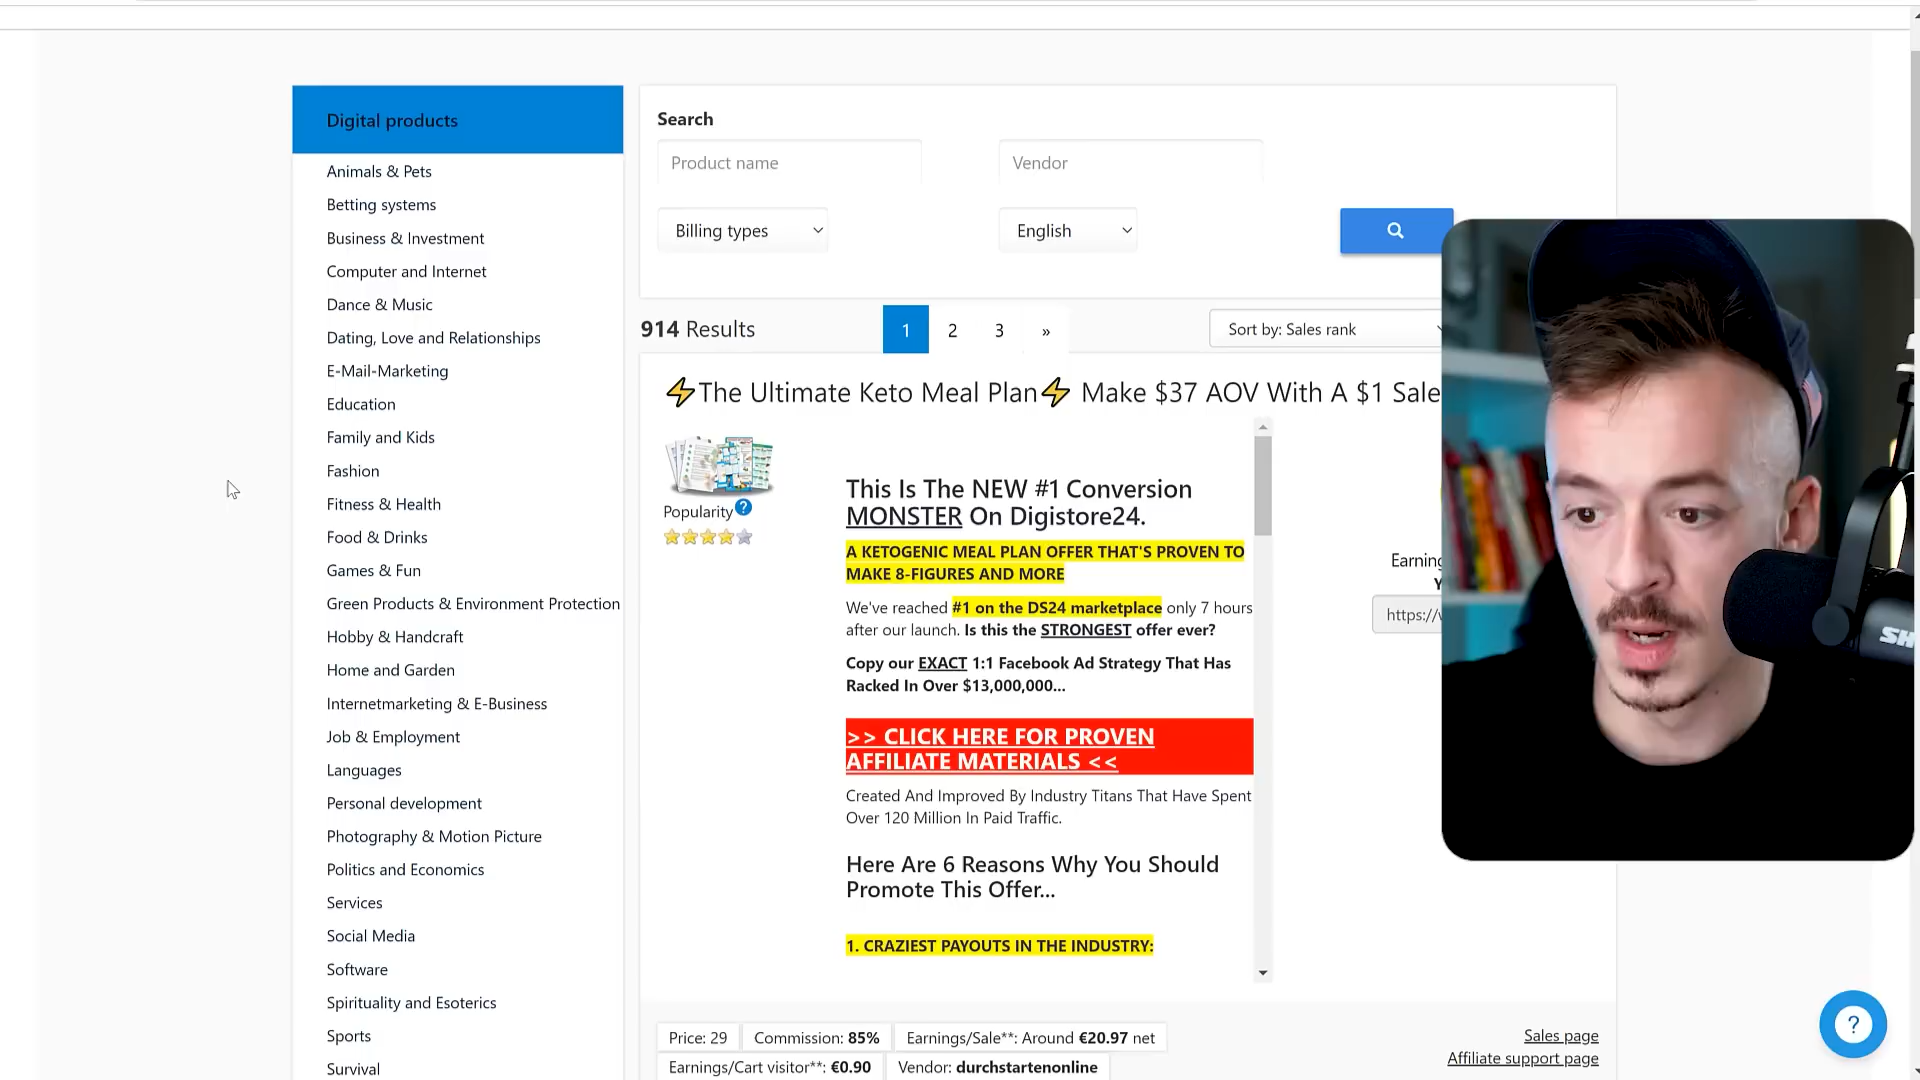 Digital products
Animals & Pets
Betting systems
Business & Investment
Computer and Internet
Dance & Music
Dating, Love and Relationships
E-Mail-Marketing
Education
Family and Kids
Fashion
Fitness & Health
Food & Drinks
Games & Fun
Green Products & Environment Protection
Hobby & Handcraft
Home and Garden
Internetmarketing & E-Business
Job & Employment
Languages
Personal development
Photography & Motion Picture
Politics and Economics
Services
Social Media
Software
Spirituality and Esoterics
Sports
Survival
Search
Product name
Vendor
Billing types
English
914 Results
1 2 3 »
Sort by: Sales rank
⚡The Ultimate Keto Meal Plan⚡ Make $37 AOV With A $1 Sale
Popularity ?
This Is The NEW #1 Conversion
MONSTER On Digistore24.
A KETOGENIC MEAL PLAN OFFER THAT'S PROVEN TO
MAKE 8-FIGURES AND MORE
We've reached #1 on the DS24 marketplace only 7 hours
after our launch. Is this the STRONGEST offer ever?
Copy our EXACT 1:1 Facebook Ad Strategy That Has
Racked In Over $13,000,000...
>> CLICK HERE FOR PROVEN
AFFILIATE MATERIALS <<
Created And Improved By Industry Titans That Have Spent
Over 120 Million In Paid Traffic.
Here Are 6 Reasons Why You Should
Promote This Offer...
1. CRAZIEST PAYOUTS IN THE INDUSTRY:
Earning
Y
https://w
SH
Price: 29
Commission: 85%
Earnings/Sale**: Around €20.97 net
Earnings/Cart visitor**: €0.90
Vendor: durchstartenonline
Sales page
Affiliate support page
?